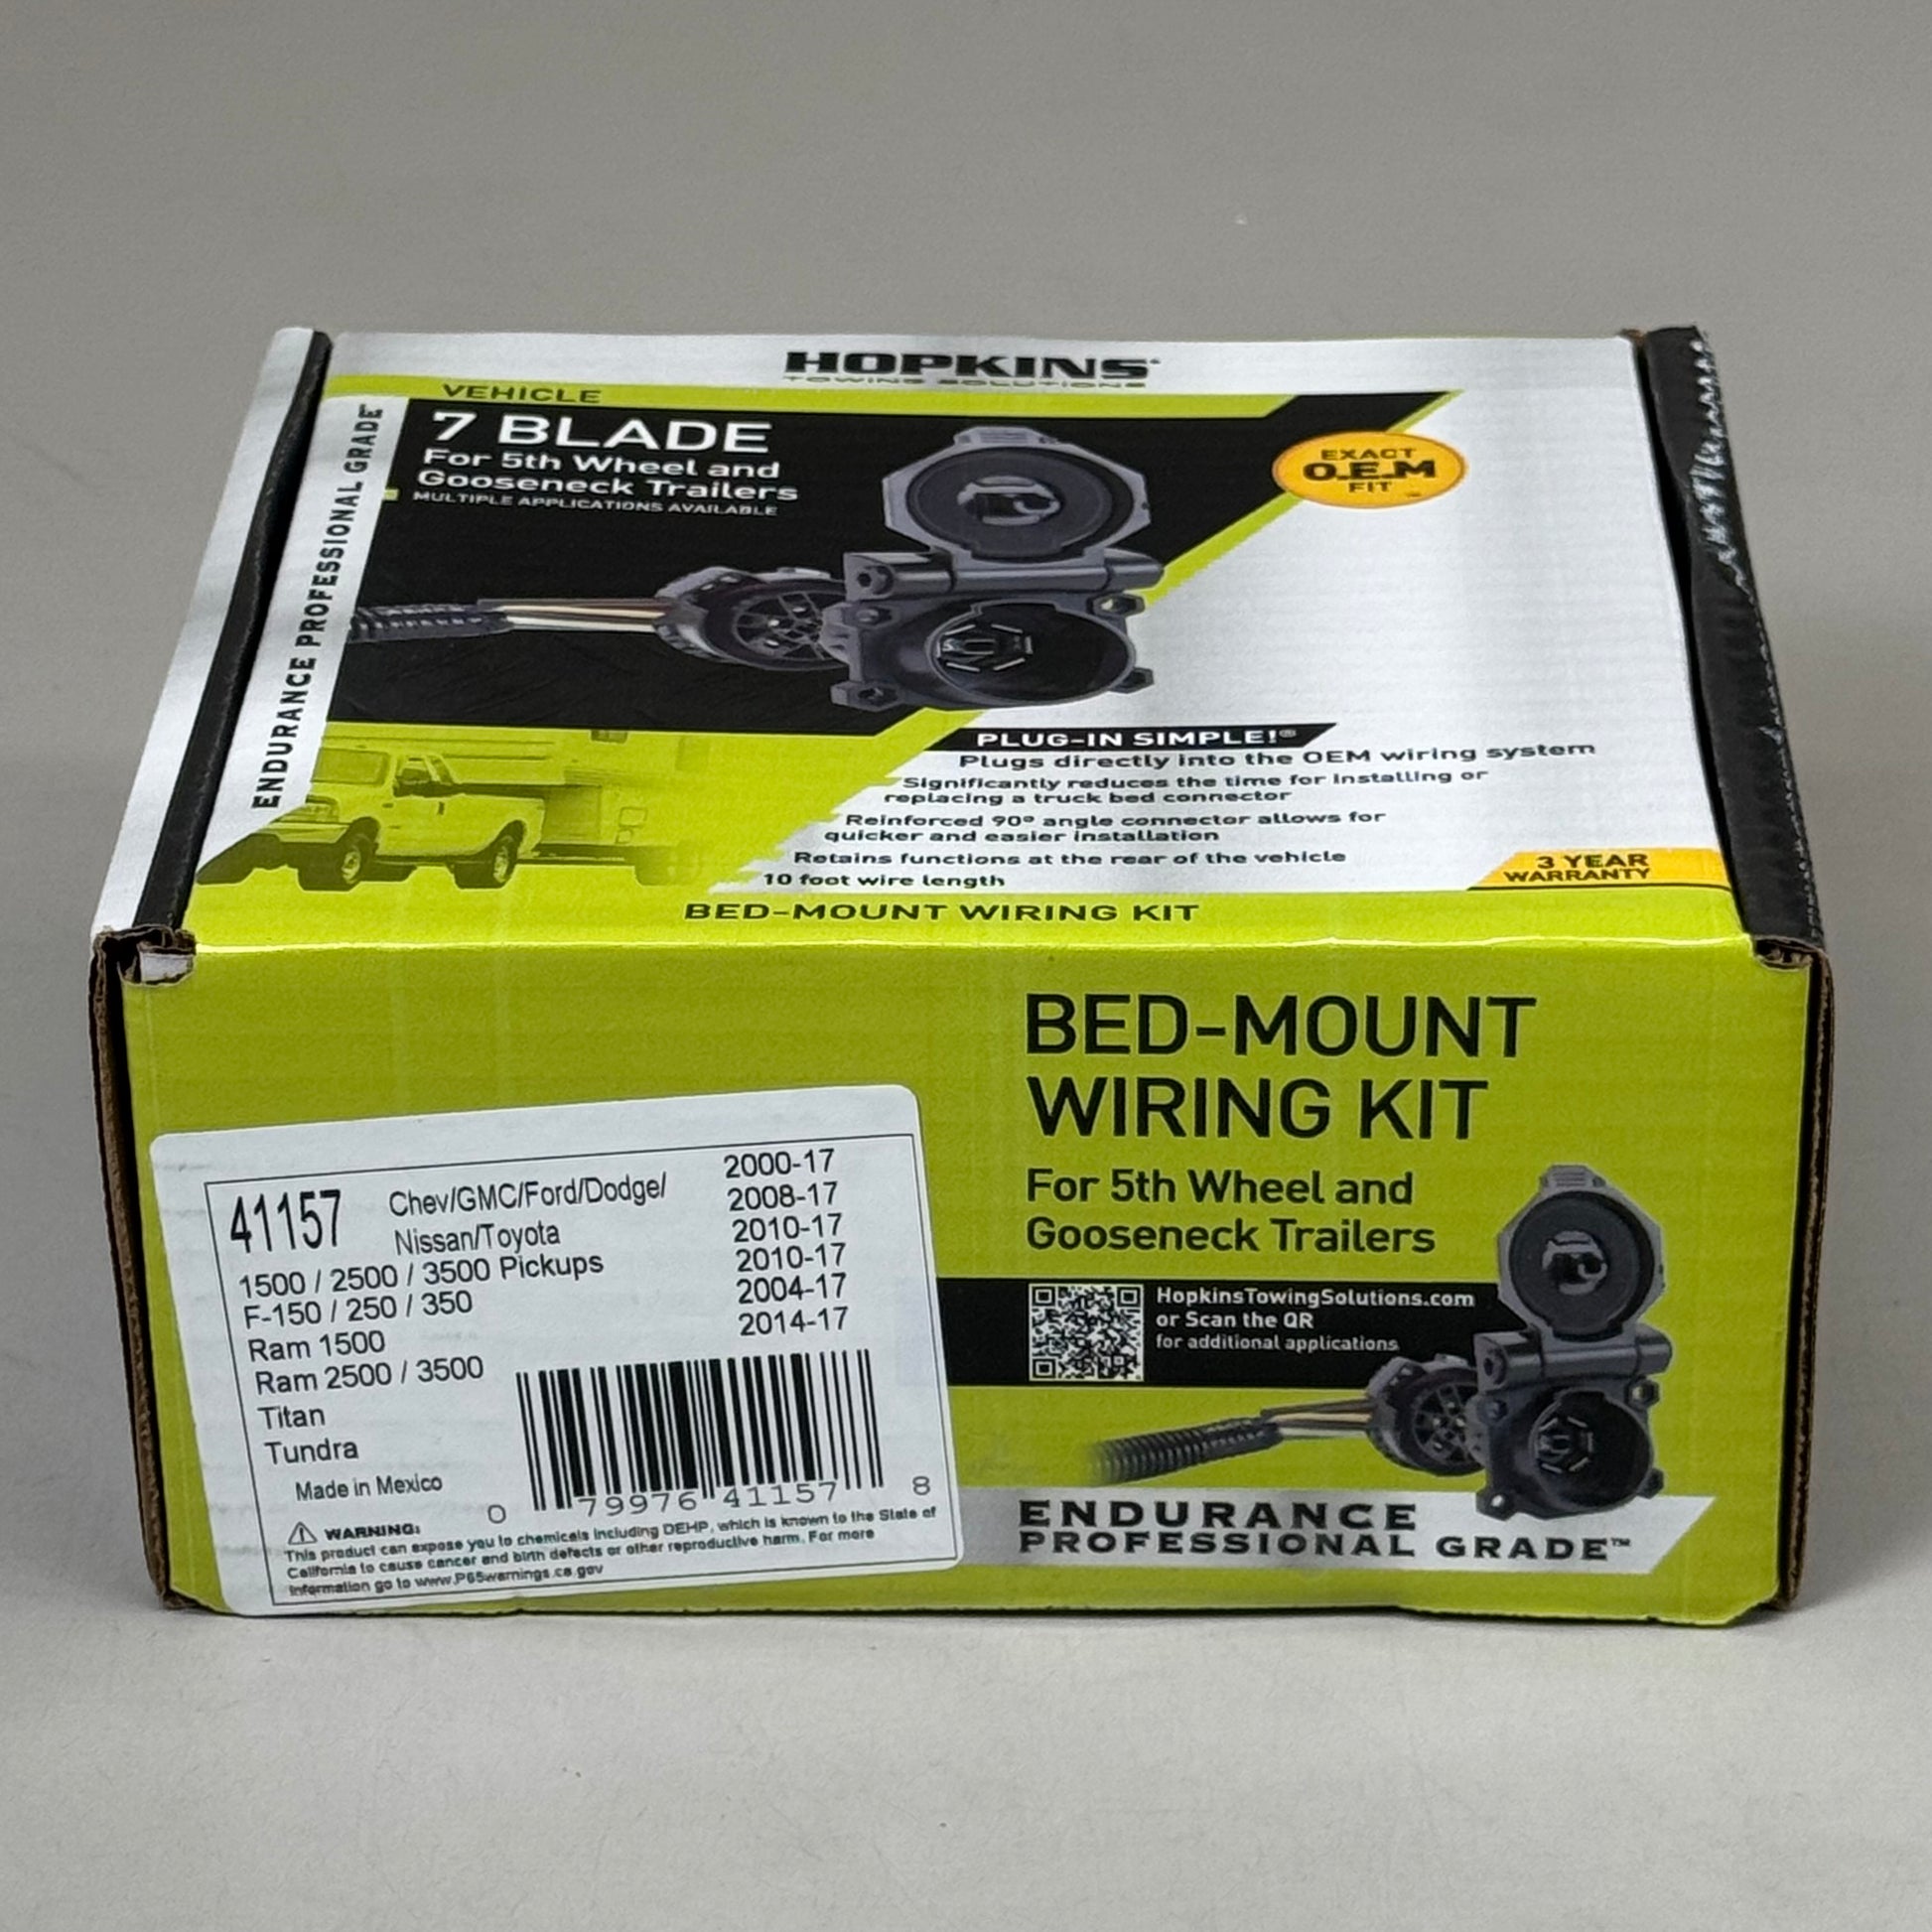 HOPKINS
TOWING SOLUTIONS
VEHICLE
7 BLADE
For 5th Wheel and
Gooseneck Trailers
MULTIPLE APPLICATIONS AVAILABLE
ENDURANCE PROFESSIONAL GRADE™
EXACT
O.E.M
FIT™
PLUG-IN SIMPLE!®
Plugs directly into the OEM wiring system
Significantly reduces the time for installing or
replacing a truck bed connector
Reinforced 90° angle connector allows for
quicker and easier installation
Retains functions at the rear of the vehicle
10 foot wire length
3 YEAR
WARRANTY
BED-MOUNT WIRING KIT
BED-MOUNT
WIRING KIT
For 5th Wheel and
Gooseneck Trailers
HopkinsTowingSolutions.com
or Scan the QR
for additional applications
ENDURANCE
PROFESSIONAL GRADE™
41157 Chev/GMC/Ford/Dodge/
Nissan/Toyota
1500 / 2500 / 3500 Pickups 2000-17
F-150 / 250 / 350 2008-17
Ram 1500 2010-17
Ram 2500 / 3500 2010-17
Titan 2004-17
Tundra 2014-17
Made in Mexico
0 79976 41157 8
WARNING:
This product can expose you to chemicals including DEHP, which is known to the State of
California to cause cancer and birth defects or other reproductive harm. For more
information go to www.P65warnings.ca.gov